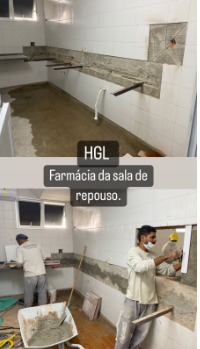 HGL
Farmácia da sala de
repouso.